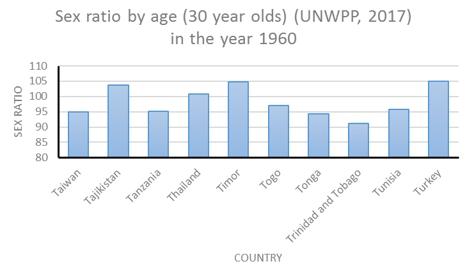 Sex ratio by age (30 year olds) (UNWPP, 2017)
in the year 1960
110
105
100
95
90
85
80
SEX RATIO
Taiwan
Tajikistan
Tanzania
Thailand
Timor
Togo
Tonga
Trinidad and Tobago
Tunisia
Turkey
COUNTRY